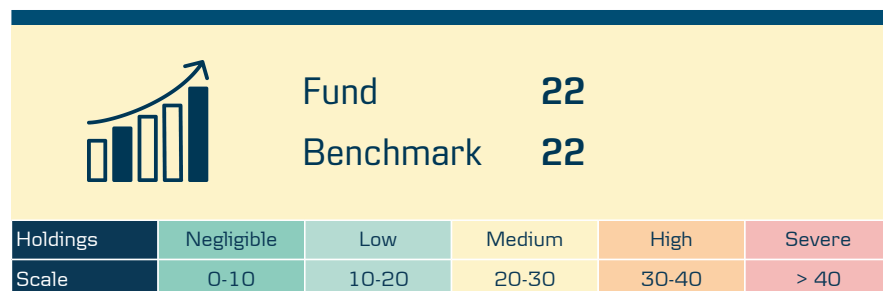 Fund 22
Benchmark 22
Holdings Negligible Low Medium High Severe
Scale 0-10 10-20 20-30 30-40 > 40